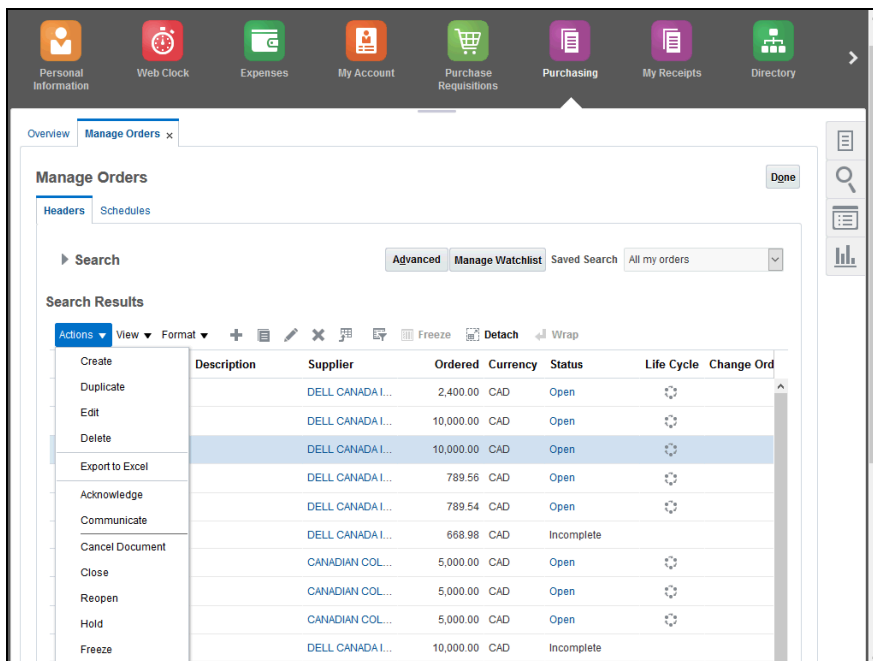 Personal Information
Web Clock
Expenses
My Account
Purchase Requisitions
Purchasing
My Receipts
Directory
Overview
Manage Orders x
Manage Orders
Done
Headers Schedules
Search
Advanced Manage Watchlist Saved Search All my orders
Search Results
Actions View Format Freeze Detach Wrap
Create
Duplicate
Edit
Delete
Export to Excel
Acknowledge
Communicate
Cancel Document
Close
Reopen
Hold
Freeze
Description Supplier Ordered Currency Status Life Cycle Change Ord
DELL CANADA I... 2,400.00 CAD Open
DELL CANADA I... 10,000.00 CAD Open
DELL CANADA I... 10,000.00 CAD Open
DELL CANADA I... 789.56 CAD Open
DELL CANADA I... 789.54 CAD Open
DELL CANADA I... 668.98 CAD Incomplete
CANADIAN COL... 5,000.00 CAD Open
CANADIAN COL... 5,000.00 CAD Open
CANADIAN COL... 5,000.00 CAD Open
DELL CANADA I... 10,000.00 CAD Incomplete